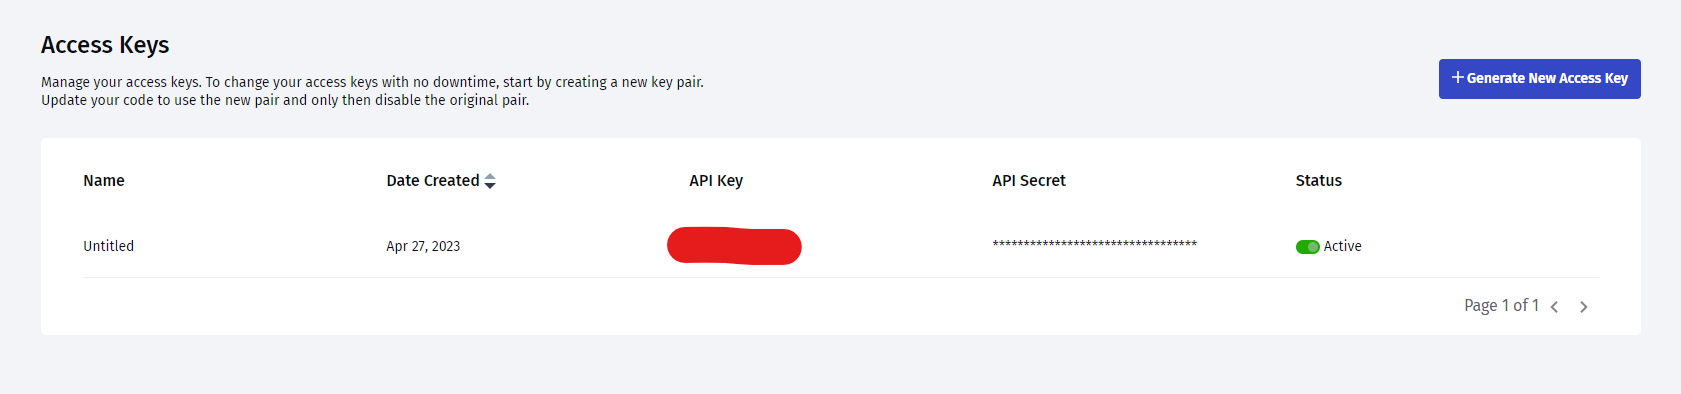 Access Keys
Manage your access keys. To change your access keys with no downtime, start by creating a new key pair.
Update your code to use the new pair and only then disable the original pair.
+ Generate New Access Key
Name Date Created API Key API Secret Status
Untitled Apr 27, 2023 ********************************* Active
Page 1 of 1